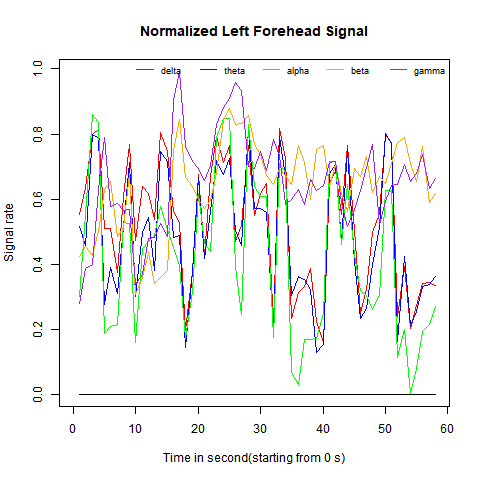 Normalized Left Forehead Signal
delta theta alpha beta gamma
1.0
0.8
0.6
0.4
0.2
0.0
Signal rate
0 10 20 30 40 50 60
Time in second(starting from 0 s)